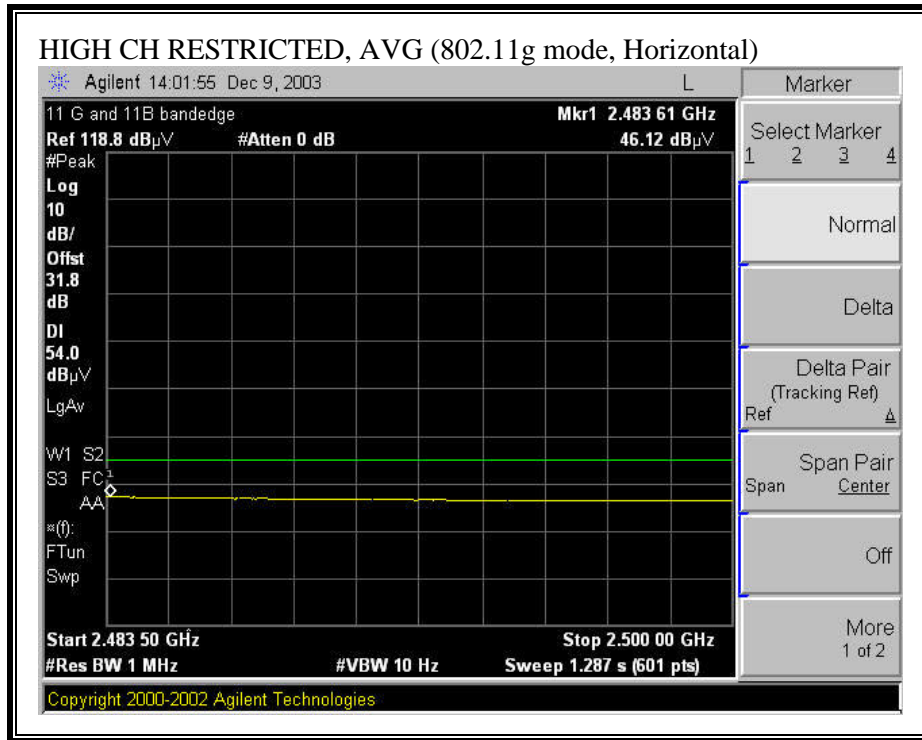 HIGH CH RESTRICTED, AVG (802.11g mode, Horizontal)
Agilent 14:01:55 Dec 9, 2003 L
11 G and 11B bandedge
Mkr1 2.483 61 GHz
Ref 118.8 dBµV #Atten 0 dB 46.12 dBµV
#Peak
Log
10
dB/
Offst
31.8
dB
DI
54.0
dBµV
LgAv
W1 S2
S3 FC
1
AA
¤(f):
FTun
Swp
Start 2.483 50 GHz Stop 2.500 00 GHz
#Res BW 1 MHz #VBW 10 Hz Sweep 1.287 s (601 pts)
Copyright 2000-2002 Agilent Technologies
Marker
Select Marker
1 2 3 4
Normal
Delta
Delta Pair
(Tracking Ref)
Ref Δ
Span Pair
Span Center
Off
More
1 of 2